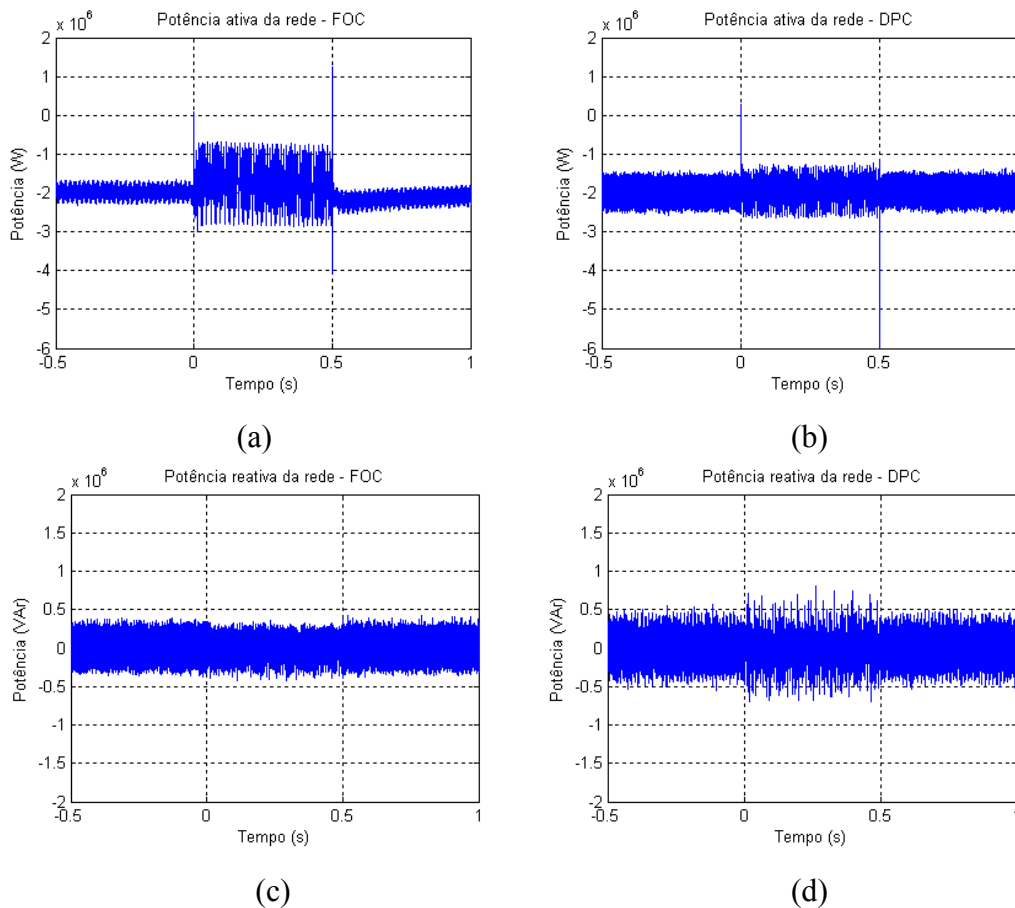 Potência ativa da rede - FOC
x 10^6
2
1
0
-1
-2
-3
-4
-5
-6
Potência (W)
-0.5 0 0.5 1
Tempo (s)
(a)
Potência ativa da rede - DPC
x 10^6
2
1
0
-1
-2
-3
-4
-5
-6
Potência (W)
-0.5 0 0.5 1
Tempo (s)
(b)
Potência reativa da rede - FOC
x 10^6
2
1.5
1
0.5
0
-0.5
-1
-1.5
-2
Potência (VAr)
-0.5 0 0.5 1
Tempo (s)
(c)
Potência reativa da rede - DPC
x 10^6
2
1.5
1
0.5
0
-0.5
-1
-1.5
-2
Potência (VAr)
-0.5 0 0.5 1
Tempo (s)
(d)